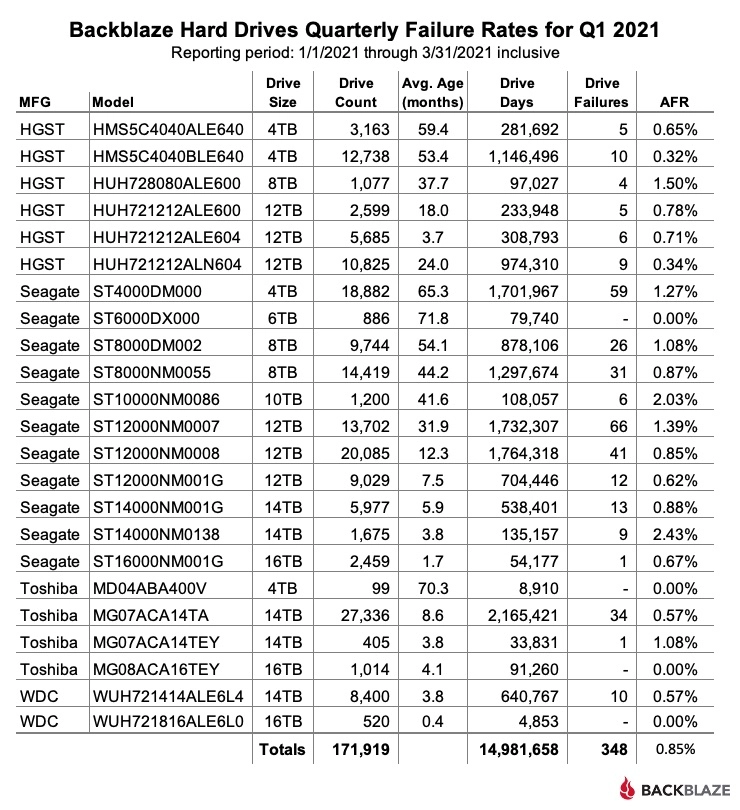 Backblaze Hard Drives Quarterly Failure Rates for Q1 2021
Reporting period: 1/1/2021 through 3/31/2021 inclusive
MFG Model Drive Size Drive Count Avg. Age (months) Drive Days Drive Failures AFR
HGST HMS5C4040ALE640 4TB 3,163 59.4 281,692 5 0.65%
HGST HMS5C4040BLE640 4TB 12,738 53.4 1,146,496 10 0.32%
HGST HUH728080ALE600 8TB 1,077 37.7 97,027 4 1.50%
HGST HUH721212ALE600 12TB 2,599 18.0 233,948 5 0.78%
HGST HUH721212ALE604 12TB 5,685 3.7 308,793 6 0.71%
HGST HUH721212ALN604 12TB 10,825 24.0 974,310 9 0.34%
Seagate ST4000DM000 4TB 18,882 65.3 1,701,967 59 1.27%
Seagate ST6000DX000 6TB 886 71.8 79,740 - 0.00%
Seagate ST8000DM002 8TB 9,744 54.1 878,106 26 1.08%
Seagate ST8000NM0055 8TB 14,419 44.2 1,297,674 31 0.87%
Seagate ST10000NM0086 10TB 1,200 41.6 108,057 6 2.03%
Seagate ST12000NM0007 12TB 13,702 31.9 1,732,307 66 1.39%
Seagate ST12000NM0008 12TB 20,085 12.3 1,764,318 41 0.85%
Seagate ST12000NM001G 12TB 9,029 7.5 704,446 12 0.62%
Seagate ST14000NM001G 14TB 5,977 5.9 538,401 13 0.88%
Seagate ST14000NM0138 14TB 1,675 3.8 135,157 9 2.43%
Seagate ST16000NM001G 16TB 2,459 1.7 54,177 1 0.67%
Toshiba MD04ABA400V 4TB 99 70.3 8,910 - 0.00%
Toshiba MG07ACA14TA 14TB 27,336 8.6 2,165,421 34 0.57%
Toshiba MG07ACA14TEY 14TB 405 3.8 33,831 1 1.08%
Toshiba MG08ACA16TEY 16TB 1,014 4.1 91,260 - 0.00%
WDC WUH721414ALE6L4 14TB 8,400 3.8 640,767 10 0.57%
WDC WUH721816ALE6L0 16TB 520 0.4 4,853 - 0.00%
Totals 171,919 14,981,658 348 0.85%
BACKBLAZE